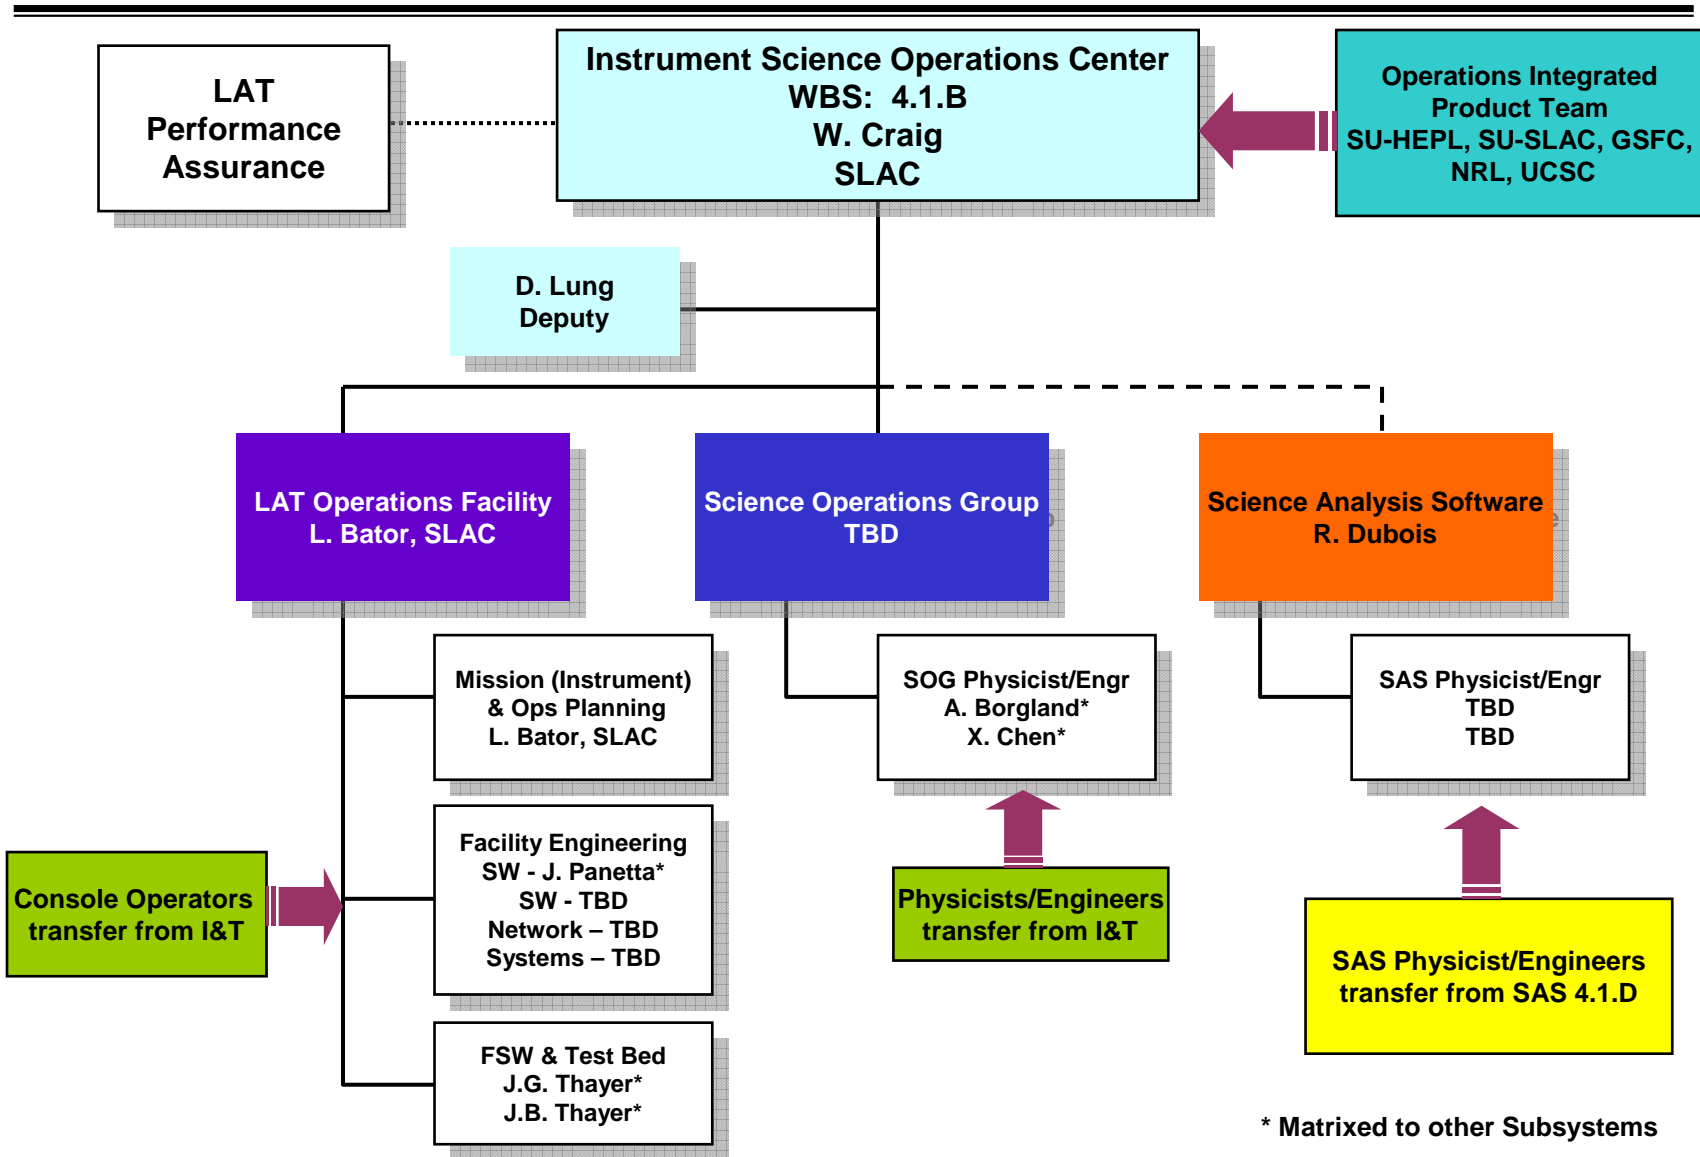 LAT
Performance
Assurance
Instrument Science Operations Center
WBS:  4.1.B
W. Craig
SLAC
Operations Integrated
Product Team
SU-HEPL, SU-SLAC, GSFC,
NRL, UCSC
D. Lung
Deputy
LAT Operations Facility
L. Bator, SLAC
Science Operations Group
TBD
Science Analysis Software
R. Dubois
Mission (Instrument)
& Ops Planning
L. Bator, SLAC
SOG Physicist/Engr
A. Borgland*
X. Chen*
SAS Physicist/Engr
TBD
TBD
Console Operators
transfer from I&T
Facility Engineering
SW - J. Panetta*
SW - TBD
Network – TBD
Systems – TBD
Physicists/Engineers
transfer from I&T
SAS Physicist/Engineers
transfer from SAS 4.1.D
FSW & Test Bed
J.G. Thayer*
J.B. Thayer*
* Matrixed to other Subsystems